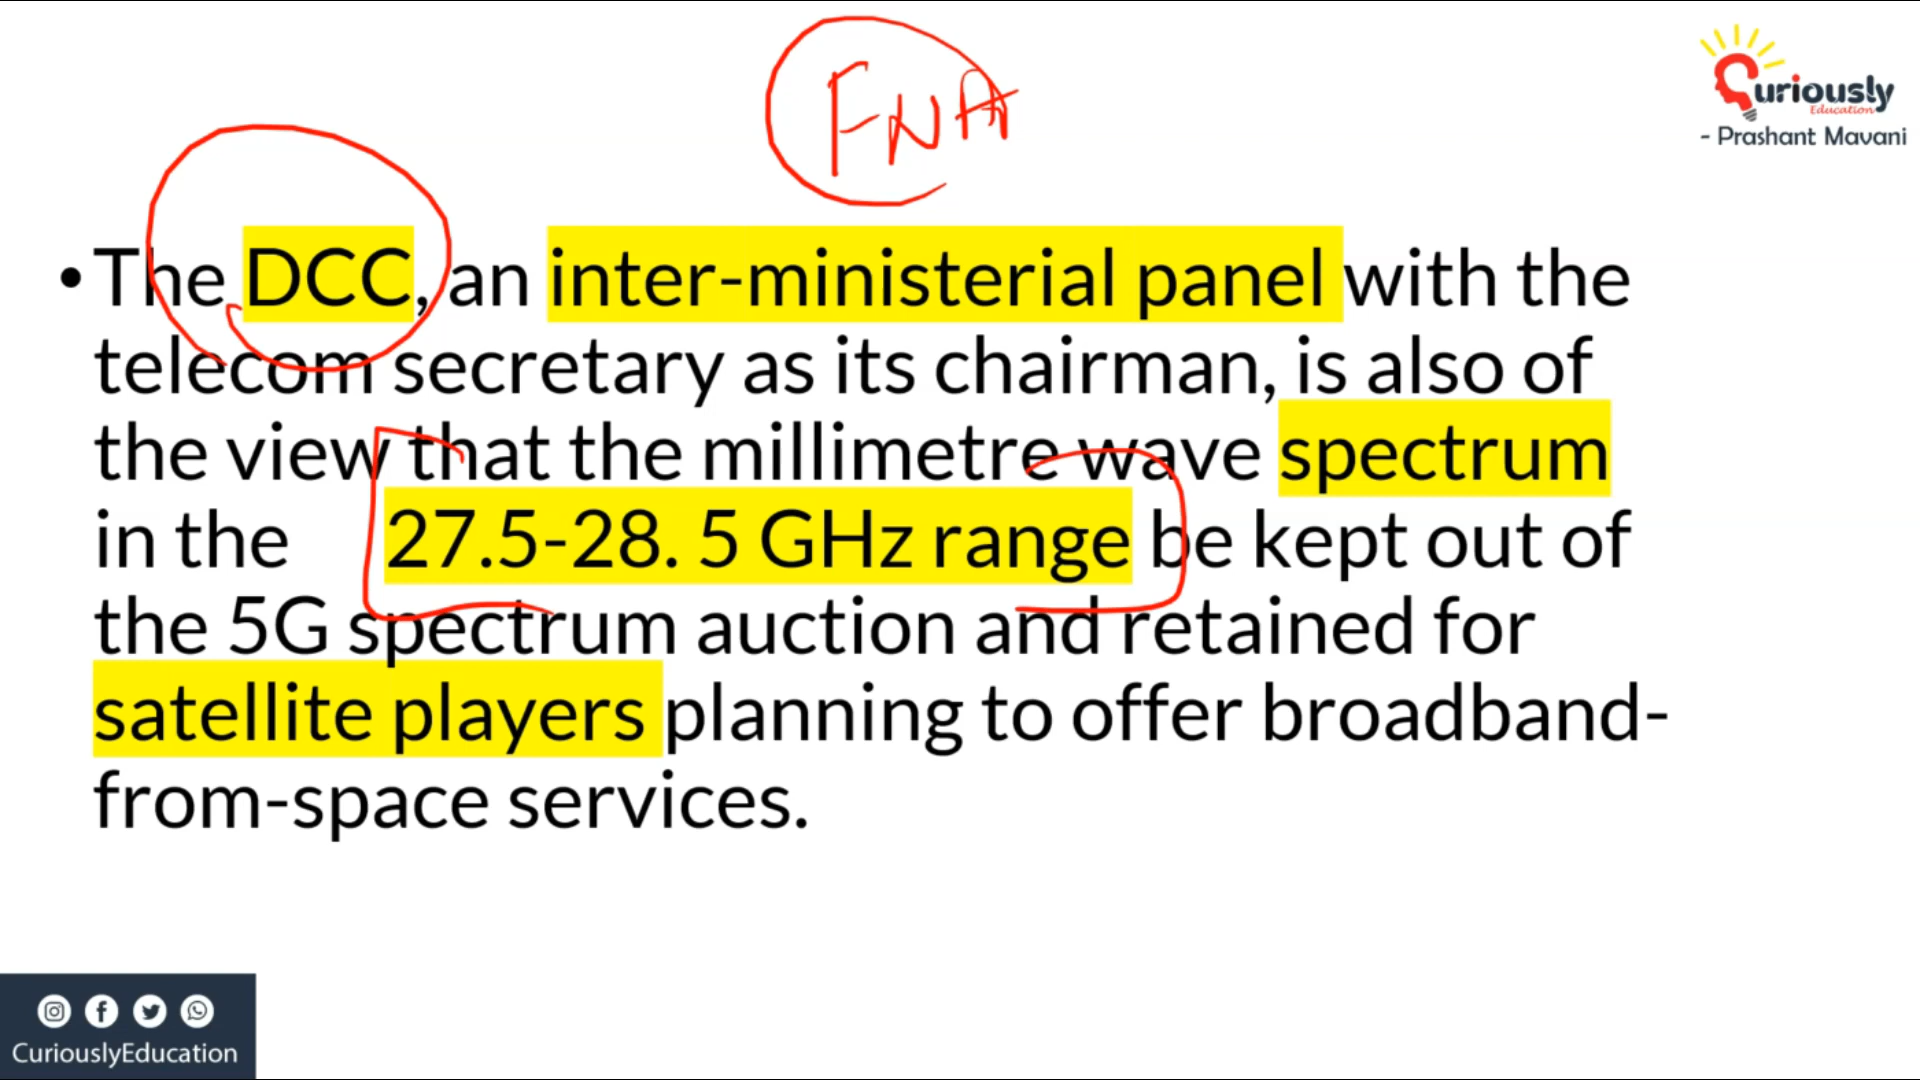 FNA
Curiously
Education
- Prashant Mavani
•The DCC, an inter-ministerial panel with the
telecom secretary as its chairman, is also of
the view that the millimetre wave spectrum
in the 27.5-28. 5 GHz range be kept out of
the 5G spectrum auction and retained for
satellite players planning to offer broadband-
from-space services.
CuriouslyEducation